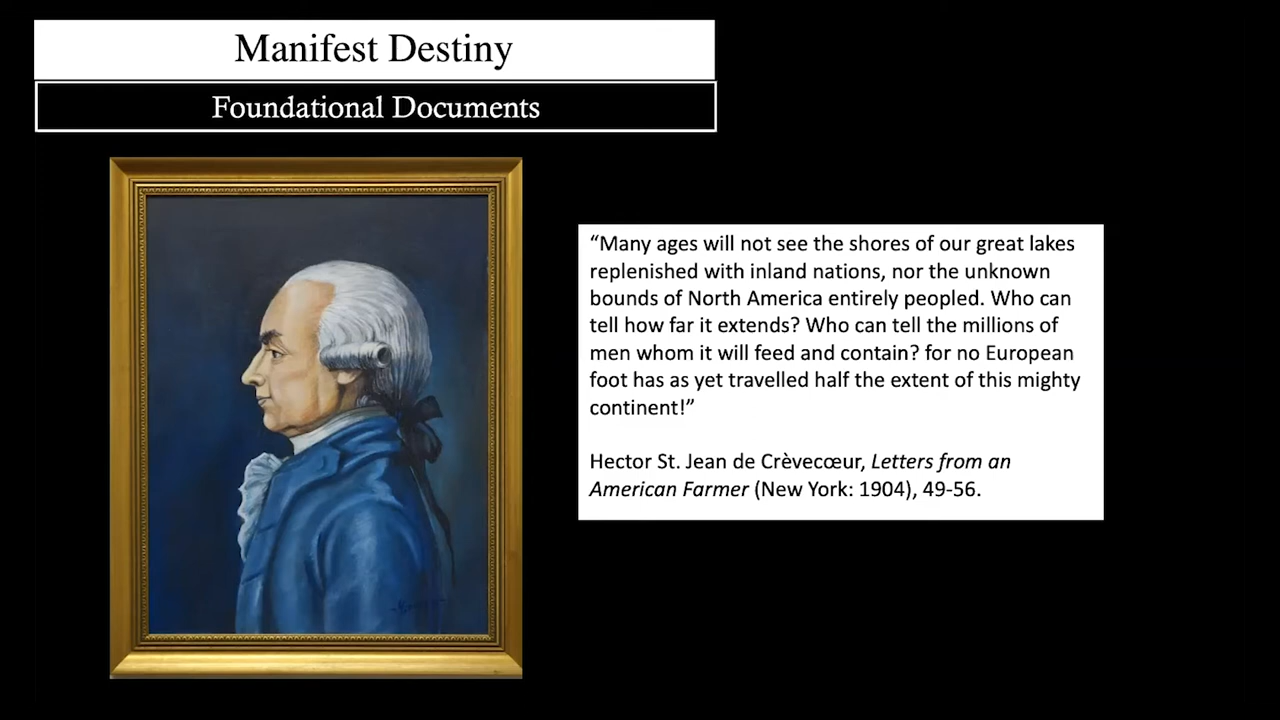 Manifest Destiny
Foundational Documents
“Many ages will not see the shores of our great lakes
replenished with inland nations, nor the unknown
bounds of North America entirely peopled. Who can
tell how far it extends? Who can tell the millions of
men whom it will feed and contain? for no European
foot has as yet travelled half the extent of this mighty
continent!”
Hector St. Jean de Crèvecœur, Letters from an
American Farmer (New York: 1904), 49-56.